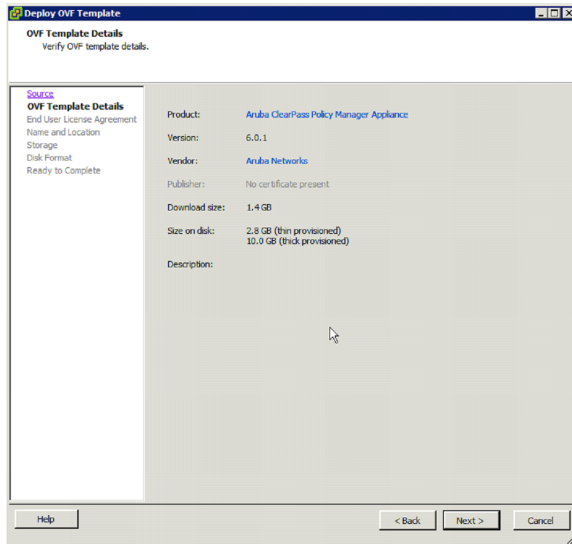 Deploy OVF Template
OVF Template Details
Verify OVF template details.
Source
OVF Template Details
End User License Agreement
Name and Location
Storage
Disk Format
Ready to Complete
Product: Aruba ClearPass Policy Manager Appliance
Version: 6.0.1
Vendor: Aruba Networks
Publisher: No certificate present
Download size: 1.4 GB
Size on disk: 2.8 GB (thin provisioned)
10.0 GB (thick provisioned)
Description:
Help
< Back
Next >
Cancel